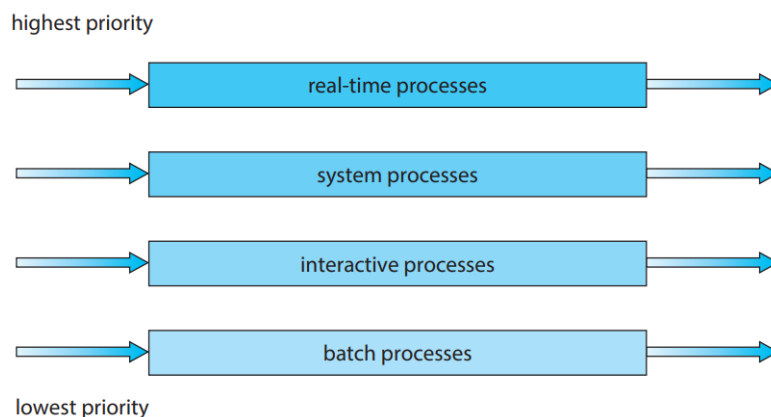 highest priority
real-time processes
system processes
interactive processes
batch processes
lowest priority